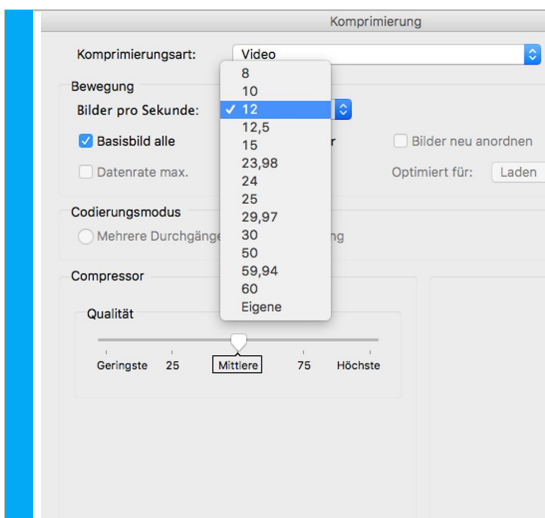 Komprimierung
Komprimierungsart: Video
Bewegung
Bilder pro Sekunde:
8
10
✓ 12
12,5
15
23,98
24
25
29,97
30
50
59,94
60
Eigene
Basisbild alle
Bilder neu anordnen
Datenrate max.
Optimiert für: Laden
Codierungsmodus
Mehrere Durchgänge
ng
Compressor
Qualität
Geringste 25 Mittlere 75 Höchste